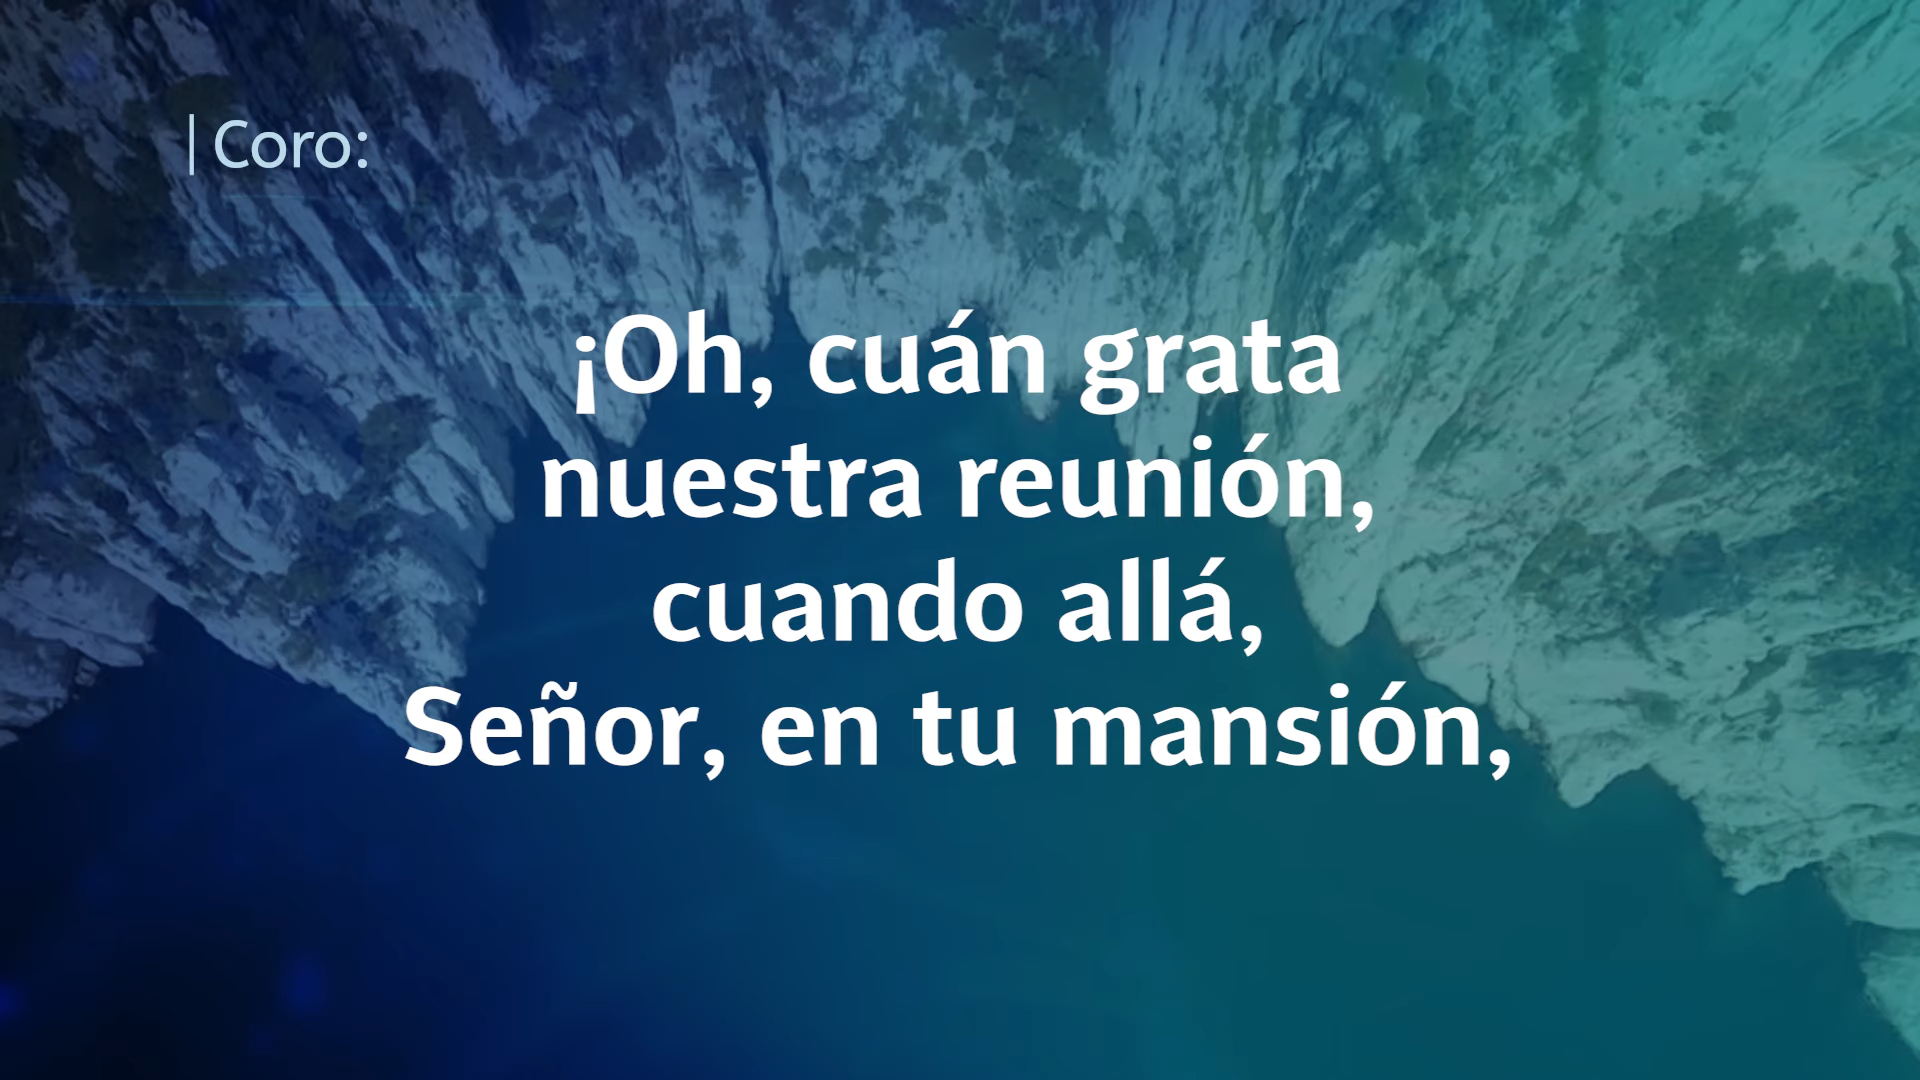 Coro:
¡Oh, cuán grata
nuestra reunión,
cuando allá,
Señor, en tu mansión,